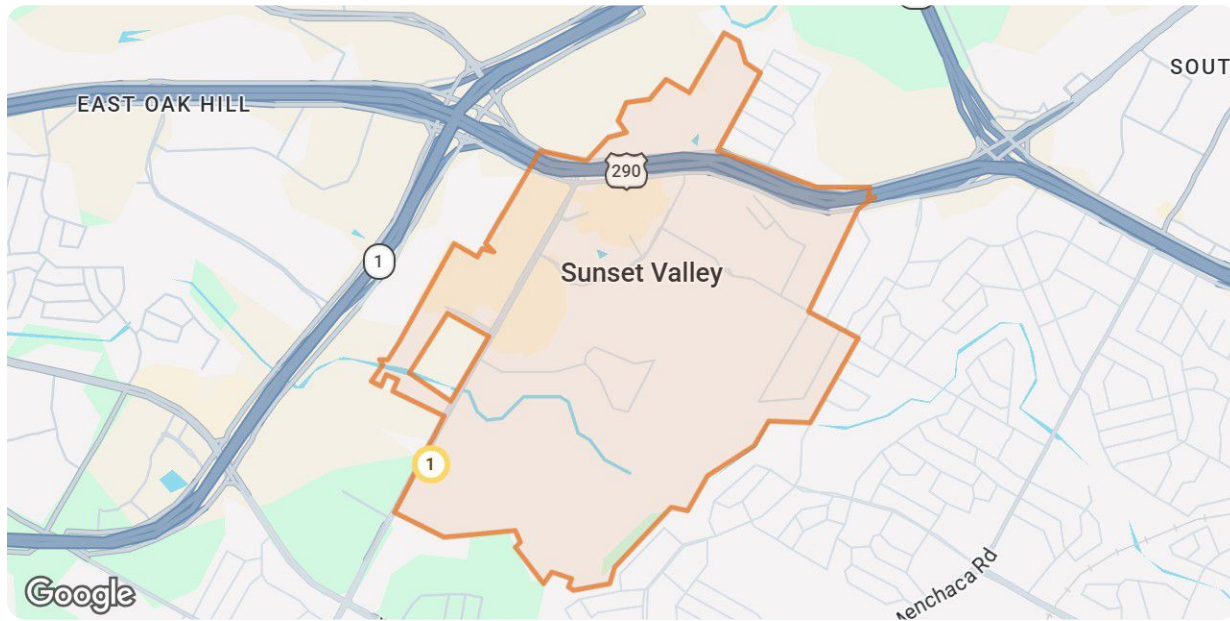 SOUT
EAST OAK HILL
290
1
Sunset Valley
1
Menchaca Rd
Google